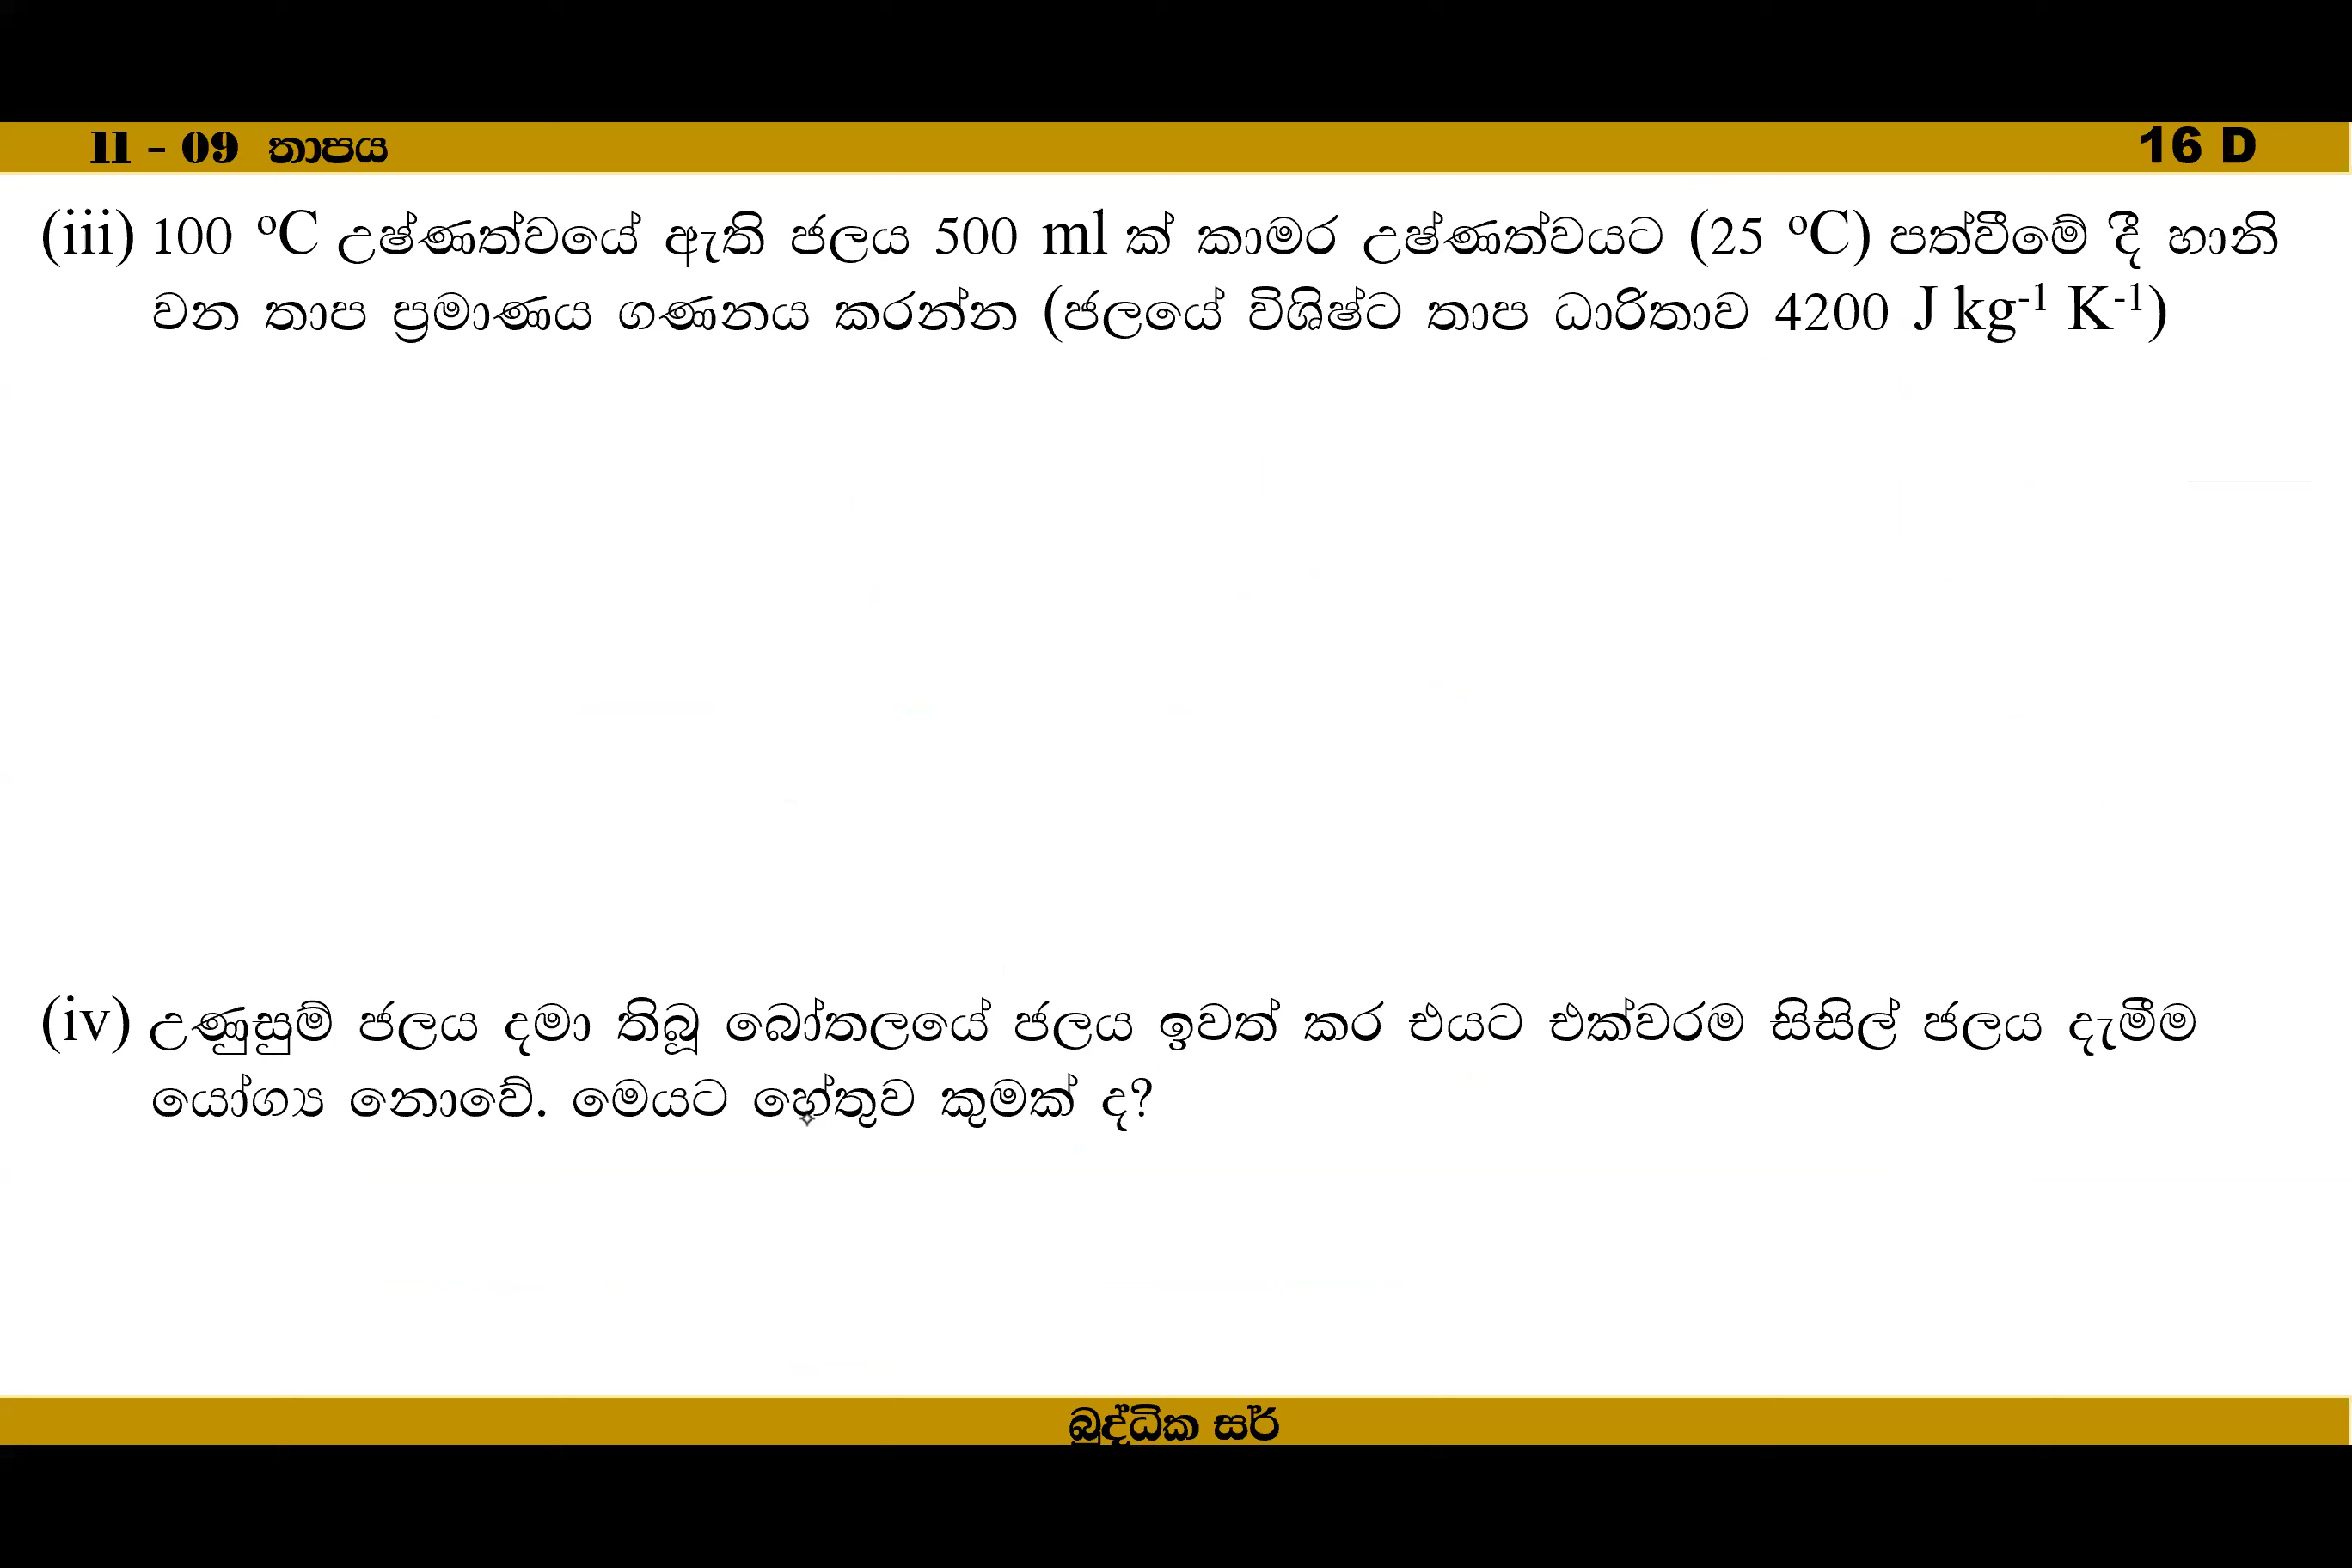 11 - 09 තාපය
16 D
(iii) 100 ⁰C උෂ්ණත්වයේ ඇති ජලය 500 ml ක් කාමර උෂ්ණත්වයට (25 ⁰C) පත්වීමේ දී හානි
වන තාප ප්‍රමාණය ගණනය කරන්න (ජලයේ විශිෂ්ට තාප ධාරිතාව 4200 J kg⁻¹ K⁻¹)
(iv) උණුසුම් ජලය දමා තිබූ බෝතලයේ ජලය ඉවත් කර එයට එක්වරම සිසිල් ජලය දැමීම
යෝග්‍ය නොවේ. මෙයට හේතුව කුමක් ද?
බුද්ධික සර්